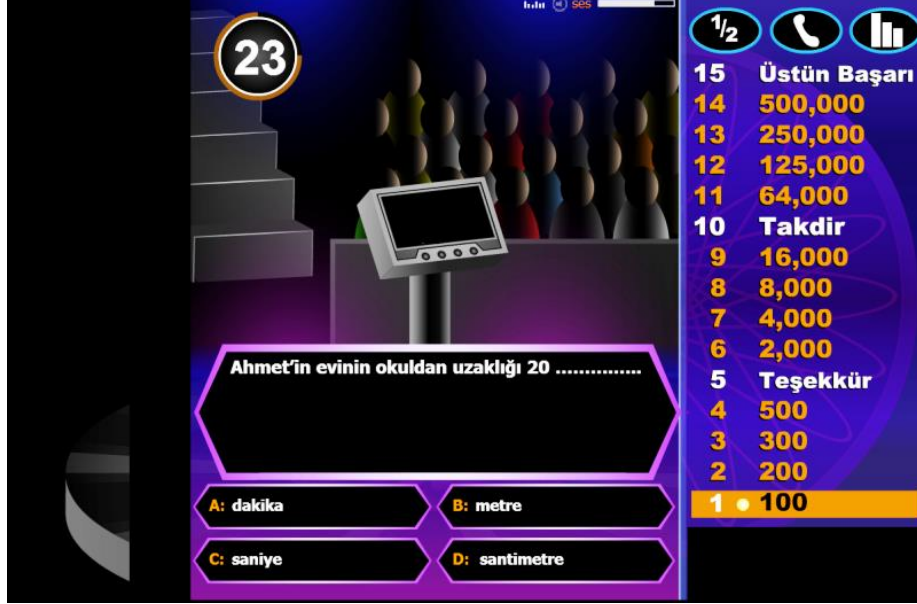 ses
23
1/2
15 Üstün Başarı
14 500,000
13 250,000
12 125,000
11 64,000
10 Takdir
9 16,000
8 8,000
7 4,000
6 2,000
5 Teşekkür
4 500
3 300
2 200
1 100
Ahmet'in evinin okuldan uzaklığı 20 ...............
A: dakika
B: metre
C: saniye
D: santimetre